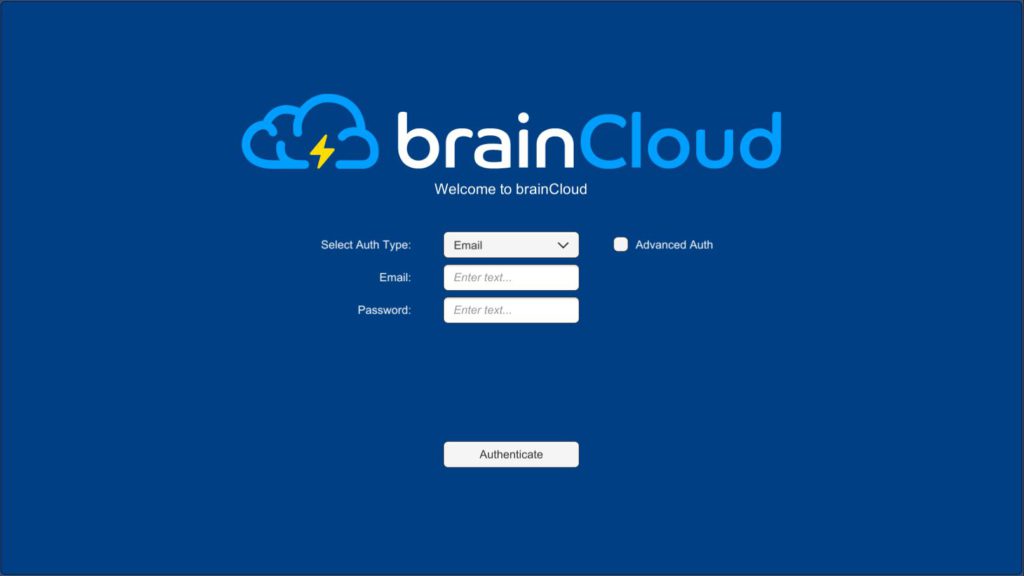 brainCloud
Welcome to brainCloud
Select Auth Type: Email Advanced Auth
Email: Enter text...
Password: Enter text...
Authenticate